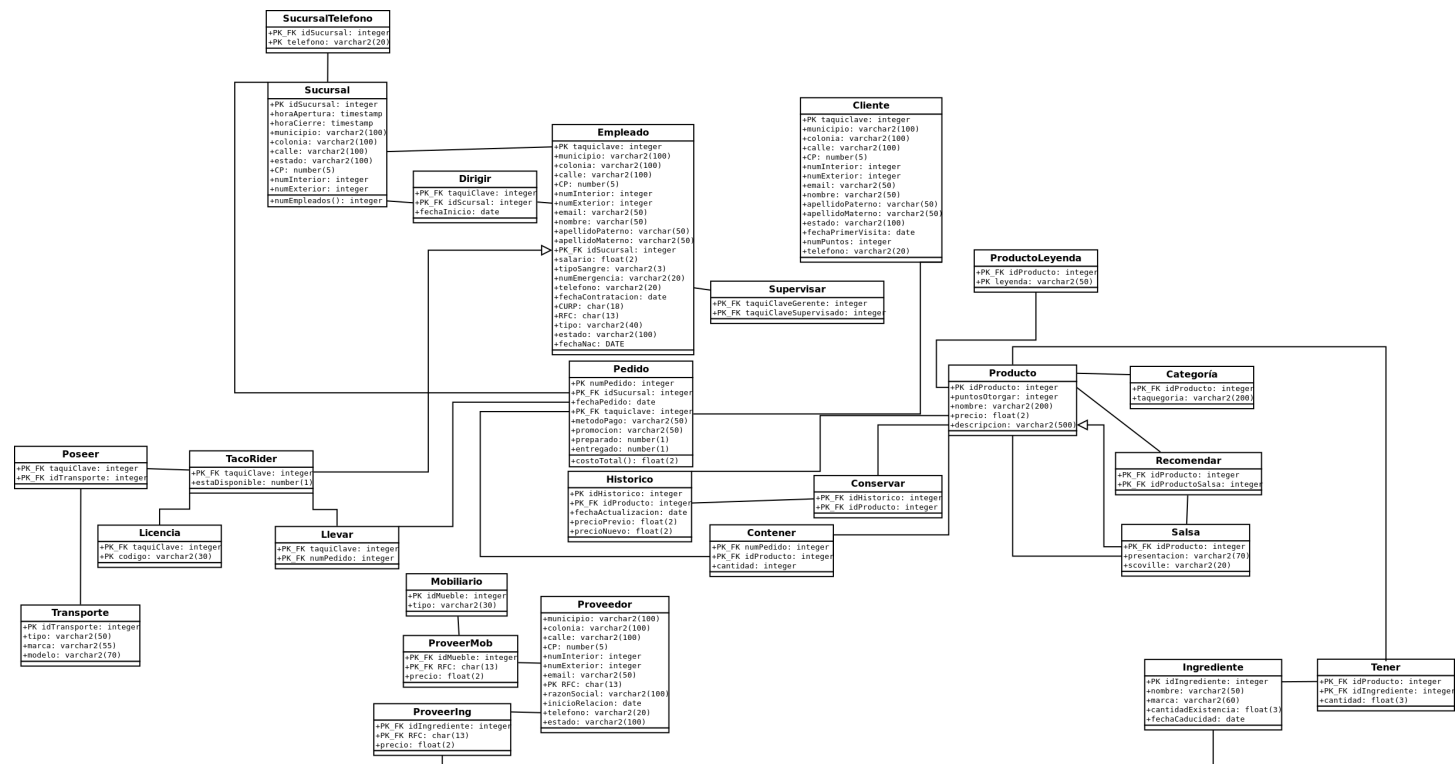 SucursalTelefono
+PK_FK idSucursal: integer
+PK telefono: varchar2(20)
Sucursal
+PK idSucursal: integer
+horaApertura: timestamp
+horaCierre: timestamp
+municipio: varchar2(100)
+colonia: varchar2(100)
+calle: varchar2(100)
+estado: varchar2(100)
+CP: number(5)
+numInterior: integer
+numExterior: integer
+numEmpleados(): integer
Dirigir
+PK_FK taquiClave: integer
+PK_FK idScursal: integer
+fechaInicio: date
Empleado
+PK taquiclave: integer
+municipio: varchar2(100)
+colonia: varchar2(100)
+calle: varchar2(100)
+CP: number(5)
+numInterior: integer
+numExterior: integer
+email: varchar2(50)
+nombre: varchar(50)
+apellidoPaterno: varchar(50)
+apellidoMaterno: varchar2(50)
+PK_FK idSucursal: integer
+salario: float(2)
+tipoSangre: varchar2(3)
+numEmergencia: varchar2(20)
+telefono: varchar2(20)
+fechaContratacion: date
+CURP: char(18)
+RFC: char(13)
+tipo: varchar2(40)
+estado: varchar2(100)
+fechaNac: DATE
Cliente
+PK taquiclave: integer
+municipio: varchar2(100)
+colonia: varchar2(100)
+calle: varchar2(100)
+CP: number(5)
+numInterior: integer
+numExterior: integer
+email: varchar2(50)
+nombre: varchar2(50)
+apellidoPaterno: varchar(50)
+apellidoMaterno: varchar2(50)
+estado: varchar2(100)
+fechaPrimerVisita: date
+numPuntos: integer
+telefono: varchar2(20)
Supervisar
+PK_FK taquiClaveGerente: integer
+PK_FK taquiClaveSupervisado: integer
ProductoLeyenda
+PK_FK idProducto: integer
+PK leyenda: varchar2(50)
Pedido
+PK numPedido: integer
+PK_FK idSucursal: integer
+fechaPedido: date
+PK_FK taquiclave: integer
+metodoPago: varchar2(50)
+promocion: varchar2(50)
+preparado: number(1)
+entregado: number(1)
+costoTotal(): float(2)
Producto
+PK idProducto: integer
+puntosOtorgar: integer
+nombre: varchar2(200)
+precio: float(2)
+descripcion: varchar2(500)
Categoría
+PK_FK idProducto: integer
+taquegoria: varchar2(200)
Poseer
+PK_FK taquiClave: integer
+PK_FK idTransporte: integer
TacoRider
+PK_FK taquiClave: integer
+estaDisponible: number(1)
Recomendar
+PK_FK idProducto: integer
+PK_FK idProductoSalsa: integer
Historico
+PK idHistorico: integer
+PK_FK idProducto: integer
+fechaActualizacion: date
+precioPrevio: float(2)
+precioNuevo: float(2)
Conservar
+PK_FK idHistorico: integer
+PK_FK idProducto: integer
Licencia
+PK_FK taquiClave: integer
+PK codigo: varchar2(30)
Llevar
+PK_FK taquiClave: integer
+PK_FK numPedido: integer
Contener
+PK_FK numPedido: integer
+PK_FK idProducto: integer
+cantidad: integer
Salsa
+PK_FK idProducto: integer
+presentacion: varchar2(70)
+scoville: varchar2(20)
Mobiliario
+PK idMueble: integer
+tipo: varchar2(30)
Transporte
+PK idTransporte: integer
+tipo: varchar2(50)
+marca: varchar2(55)
+modelo: varchar2(70)
ProveerMob
+PK_FK idMueble: integer
+PK_FK RFC: char(13)
+precio: float(2)
Proveedor
+municipio: varchar2(100)
+colonia: varchar2(100)
+calle: varchar2(100)
+CP: number(5)
+numInterior: integer
+numExterior: integer
+email: varchar2(50)
+PK RFC: char(13)
+razonSocial: varchar2(100)
+inicioRelacion: date
+telefono: varchar2(20)
+estado: varchar2(100)
ProveerIng
+PK_FK idIngrediente: integer
+PK_FK RFC: char(13)
+precio: float(2)
Ingrediente
+PK idIngrediente: integer
+nombre: varchar2(50)
+marca: varchar2(60)
+cantidadExistencia: float(3)
+fechaCaducidad: date
Tener
+PK_FK idProducto: integer
+PK_FK idIngrediente: integer
+cantidad: float(3)